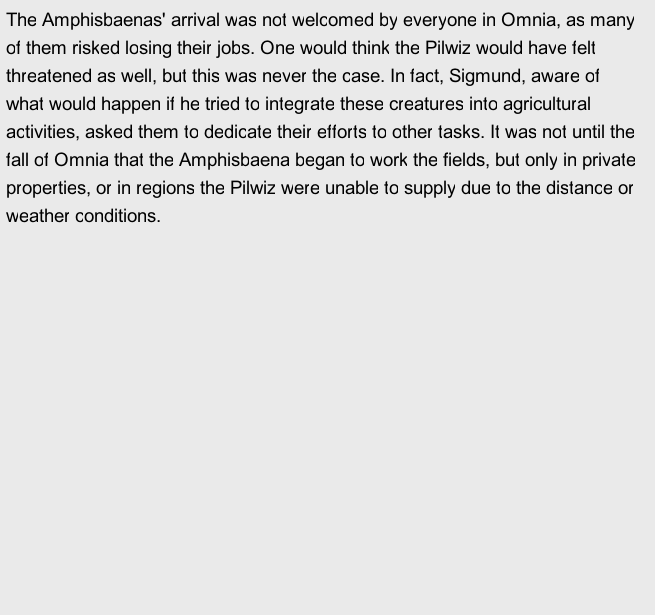 The Amphisbaenas' arrival was not welcomed by everyone in Omnia, as many
of them risked losing their jobs. One would think the Pilwiz would have felt
threatened as well, but this was never the case. In fact, Sigmund, aware of
what would happen if he tried to integrate these creatures into agricultural
activities, asked them to dedicate their efforts to other tasks. It was not until the
fall of Omnia that the Amphisbaena began to work the fields, but only in private
properties, or in regions the Pilwiz were unable to supply due to the distance or
weather conditions.